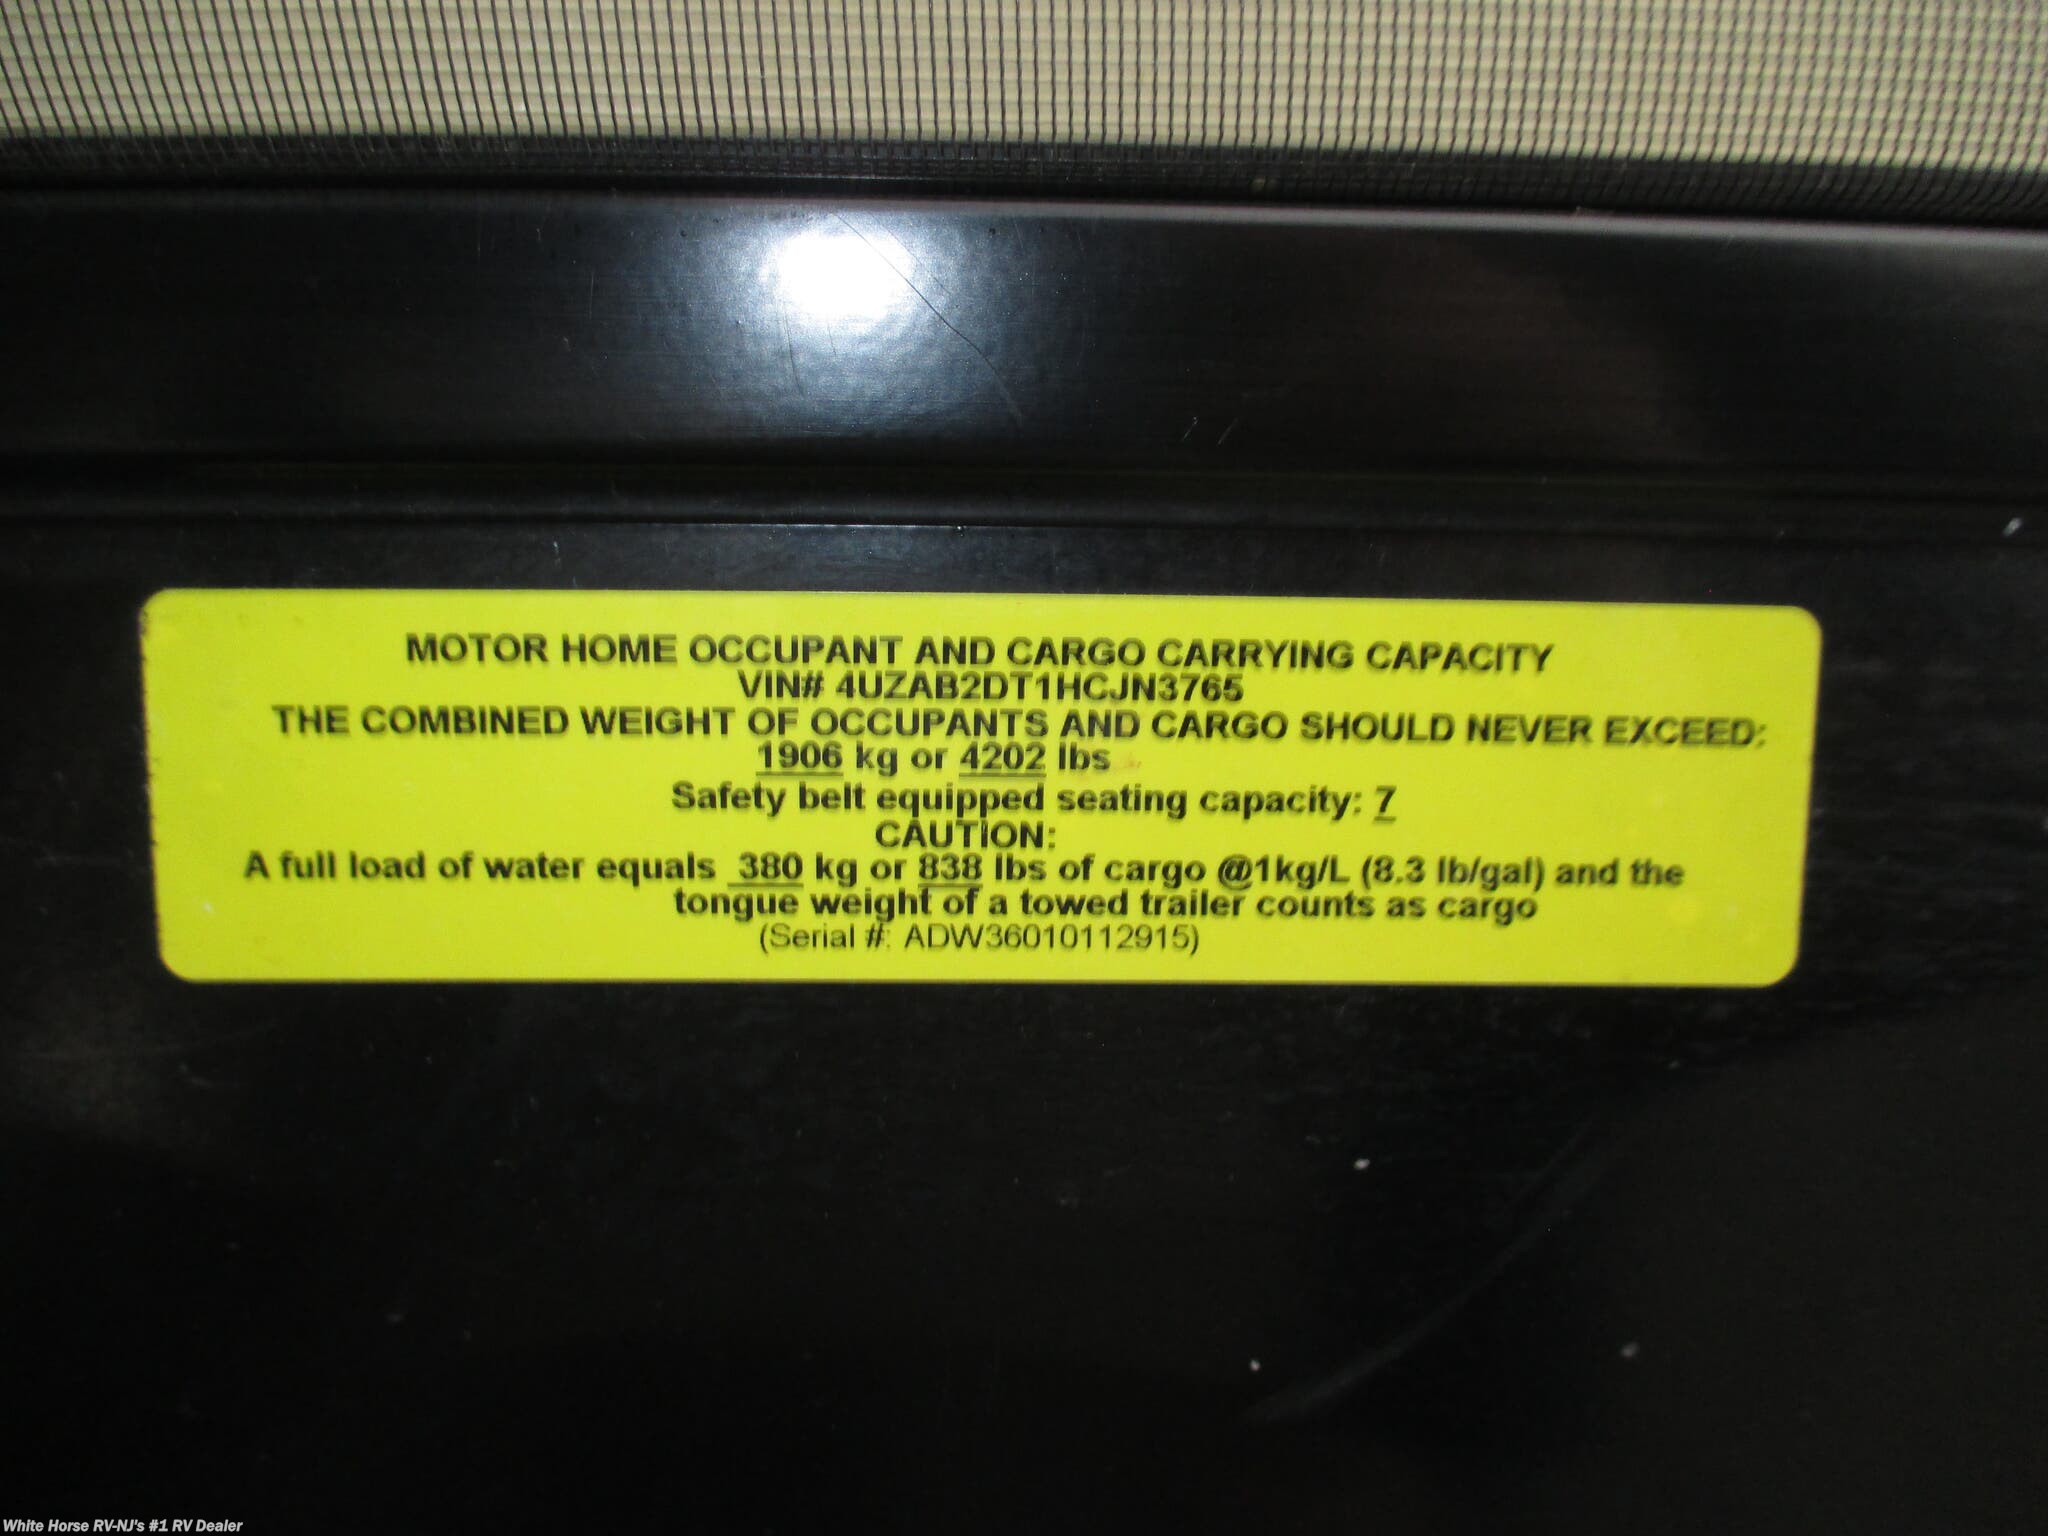 MOTOR HOME OCCUPANT AND CARGO CARRYING CAPACITY
VIN# 4UZAB2DT1HCJN3765
THE COMBINED WEIGHT OF OCCUPANTS AND CARGO SHOULD NEVER EXCEED:
1906 kg or 4202 lbs
Safety belt equipped seating capacity: 7
CAUTION:
A full load of water equals 380 kg or 838 lbs of cargo @1kg/L (8.3 lb/gal) and the
tongue weight of a towed trailer counts as cargo
(Serial #: ADW36010112915)
White Horse RV-NJ's #1 RV Dealer